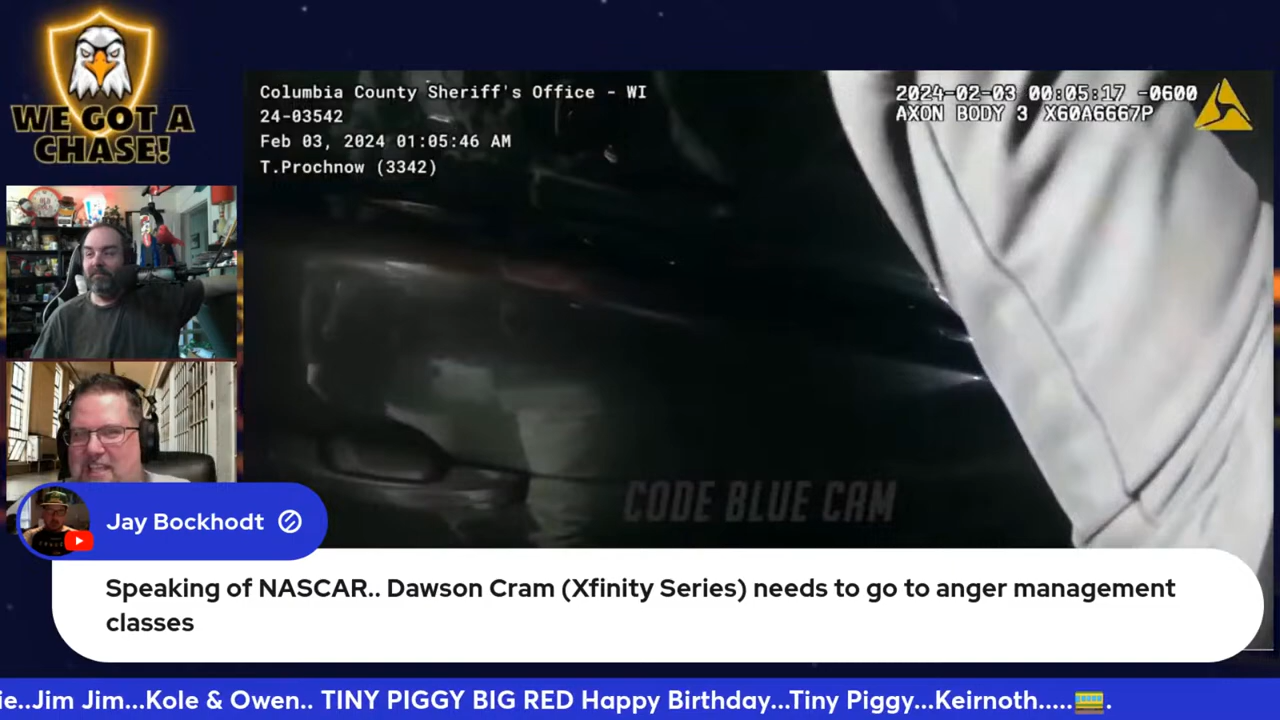 WE GOT A
CHASE!
Columbia County Sheriff's Office - WI
24-03542
Feb 03, 2024 01:05:46 AM
T.Prochnow (3342)
2024-02-03 00:05:17 -0600
AXON BODY 3 X60A6667P
CODE BLUE CAM
Jay Bockhodt
Speaking of NASCAR.. Dawson Cram (Xfinity Series) needs to go to anger management
classes
ie..Jim Jim...Kole & Owen.. TINY PIGGY BIG RED Happy Birthday...Tiny Piggy...Keirnoth.....🚃.